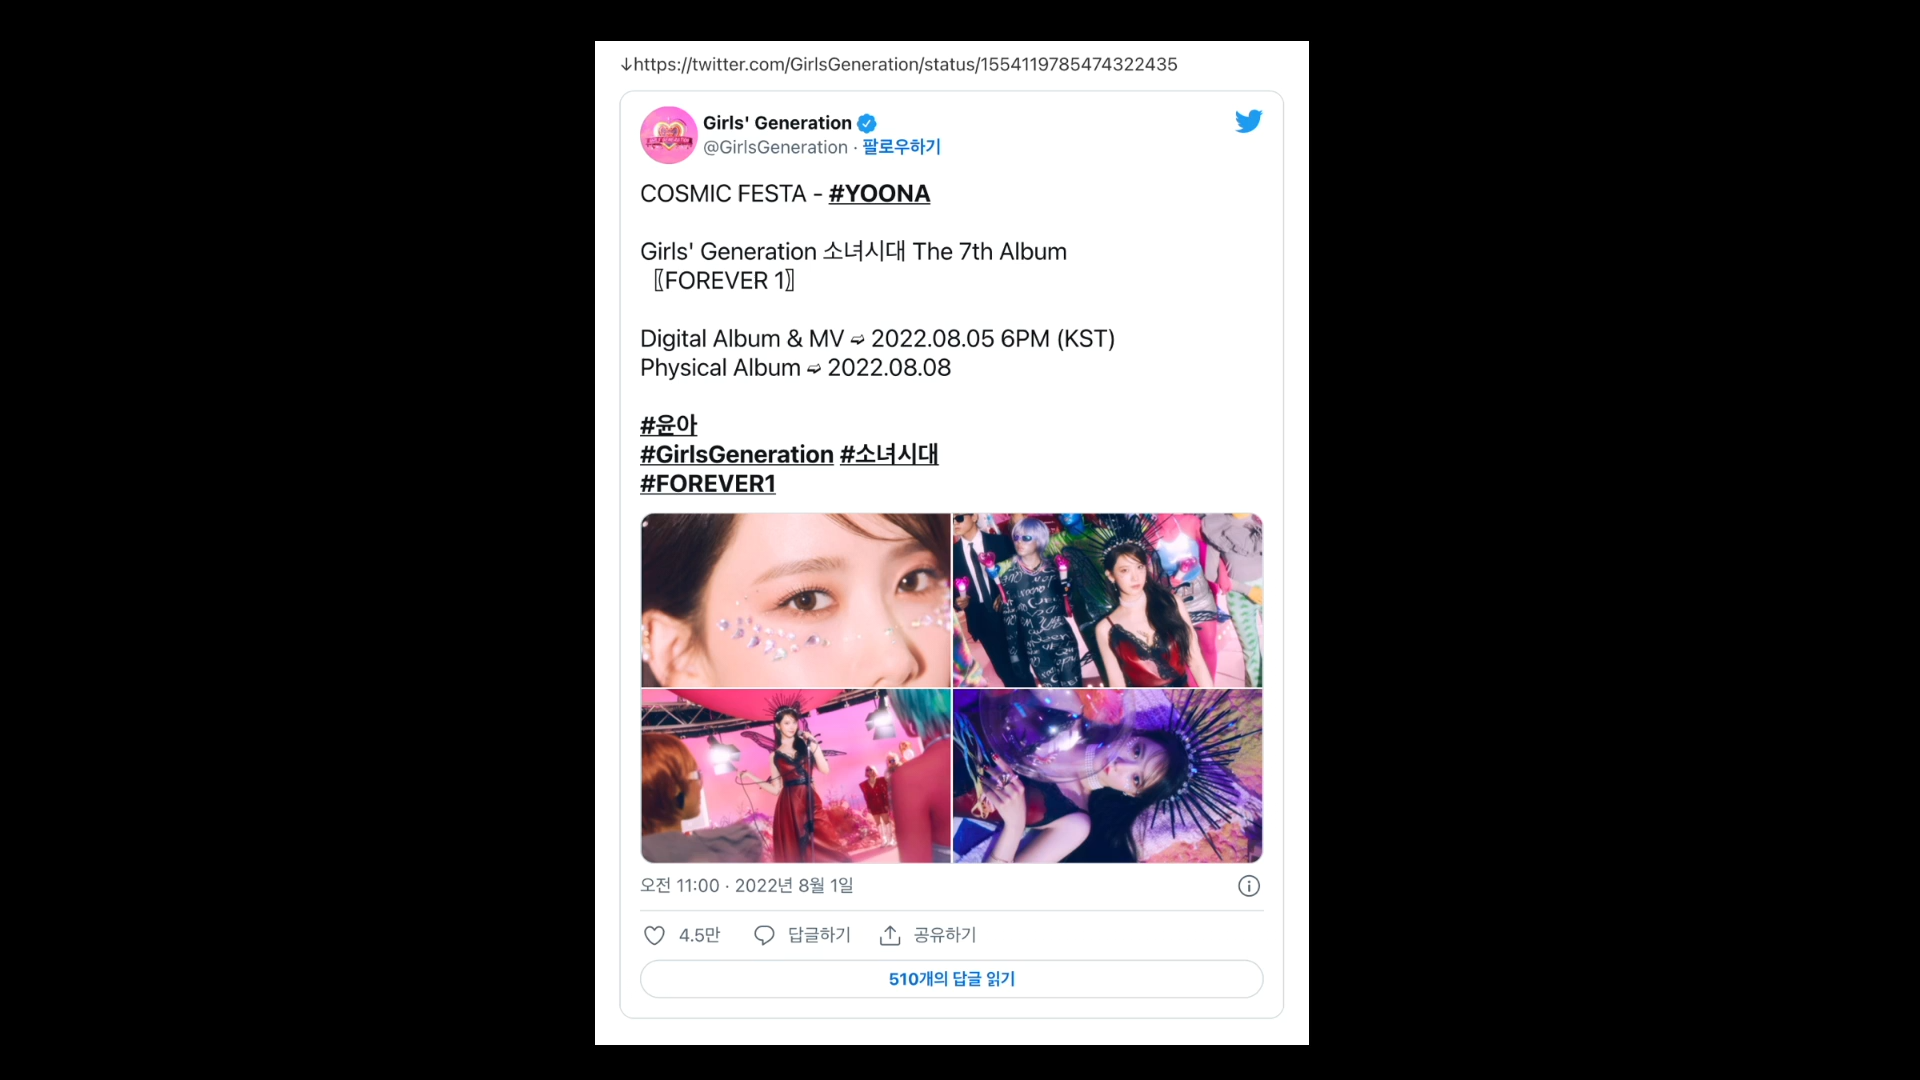 ↓https://twitter.com/GirlsGeneration/status/1554119785474322435
Girls' Generation
@GirlsGeneration · 팔로우하기
COSMIC FESTA - #YOONA
Girls' Generation 소녀시대 The 7th Album
〖FOREVER 1〗
Digital Album & MV ➫ 2022.08.05 6PM (KST)
Physical Album ➫ 2022.08.08
#윤아
#GirlsGeneration #소녀시대
#FOREVER1
오전 11:00 · 2022년 8월 1일
4.5만 답글하기 공유하기
510개의 답글 읽기